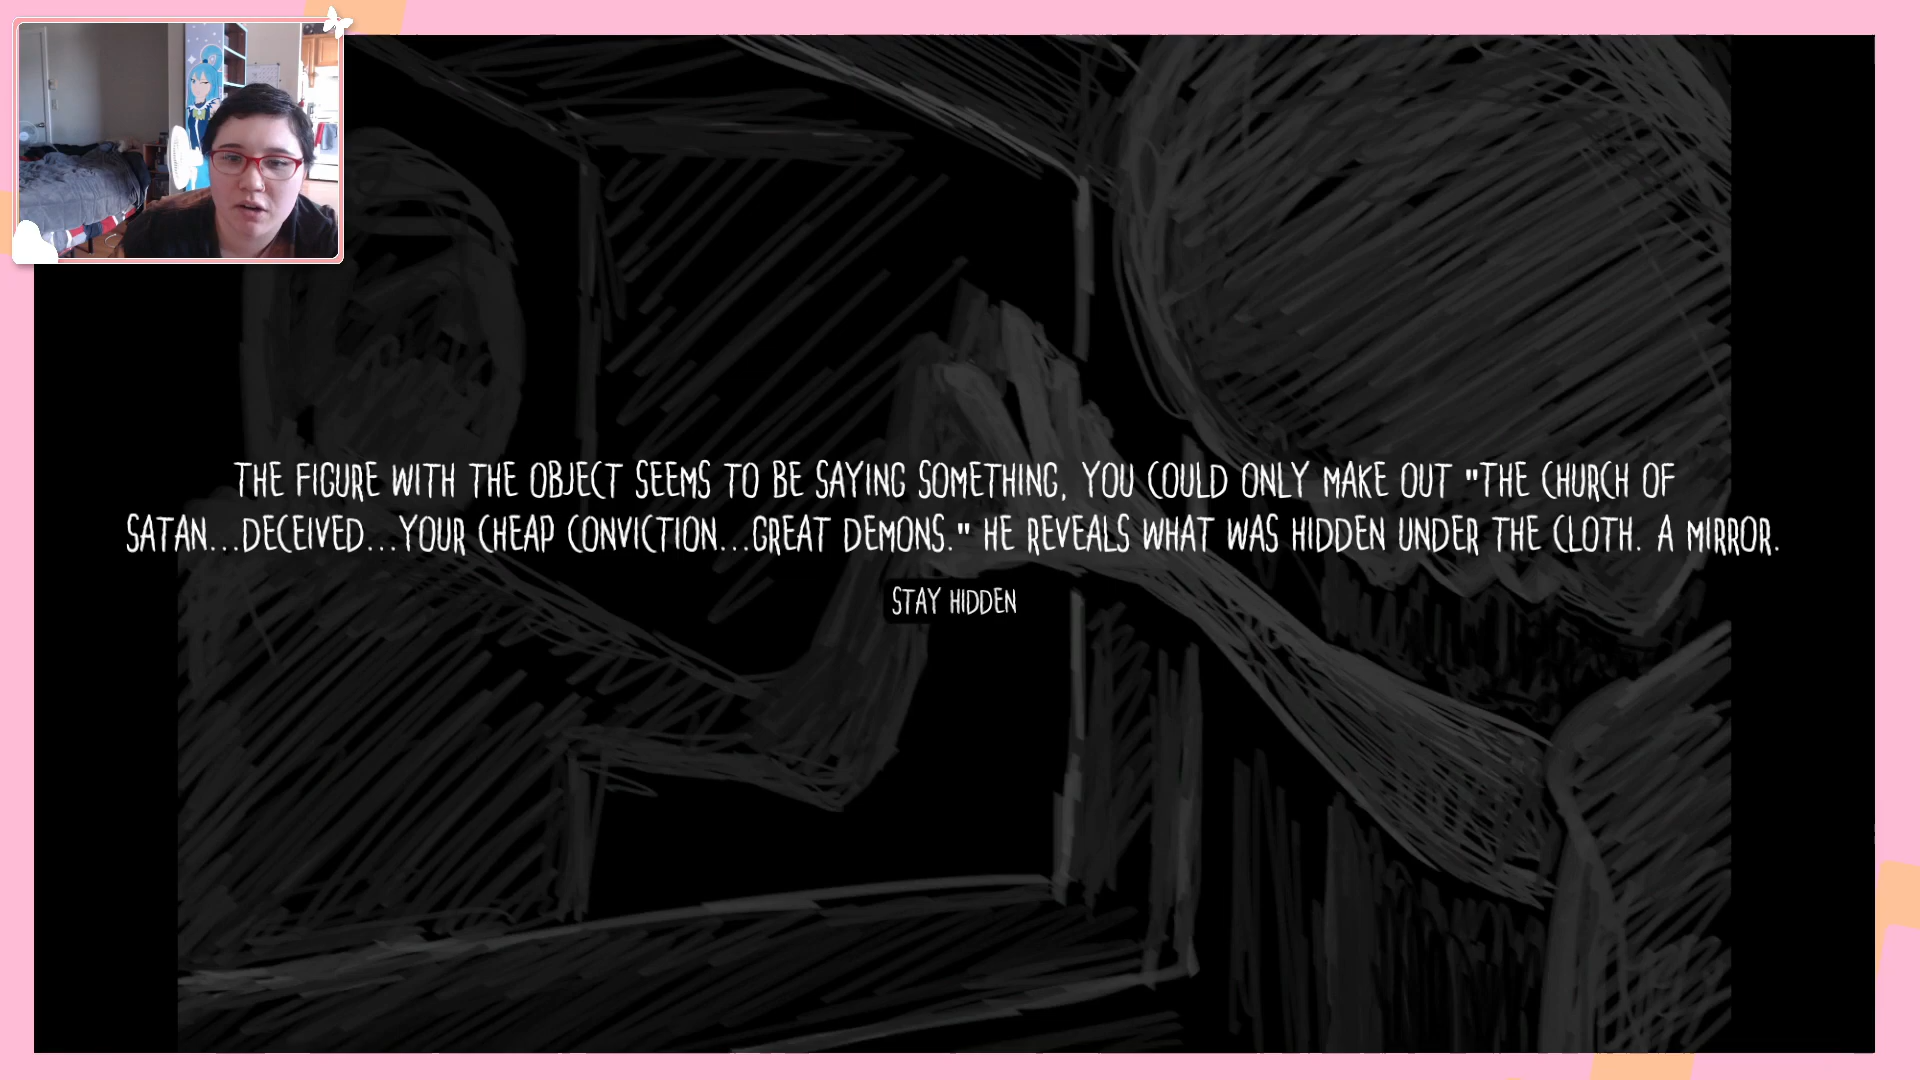 THE FIGURE WITH THE OBJECT SEEMS TO BE SAYING SOMETHING, YOU COULD ONLY MAKE OUT "THE CHURCH OF
SATAN...DECEIVED...YOUR CHEAP CONVICTION...GREAT DEMONS." HE REVEALS WHAT WAS HIDDEN UNDER THE CLOTH. A MIRROR.
STAY HIDDEN